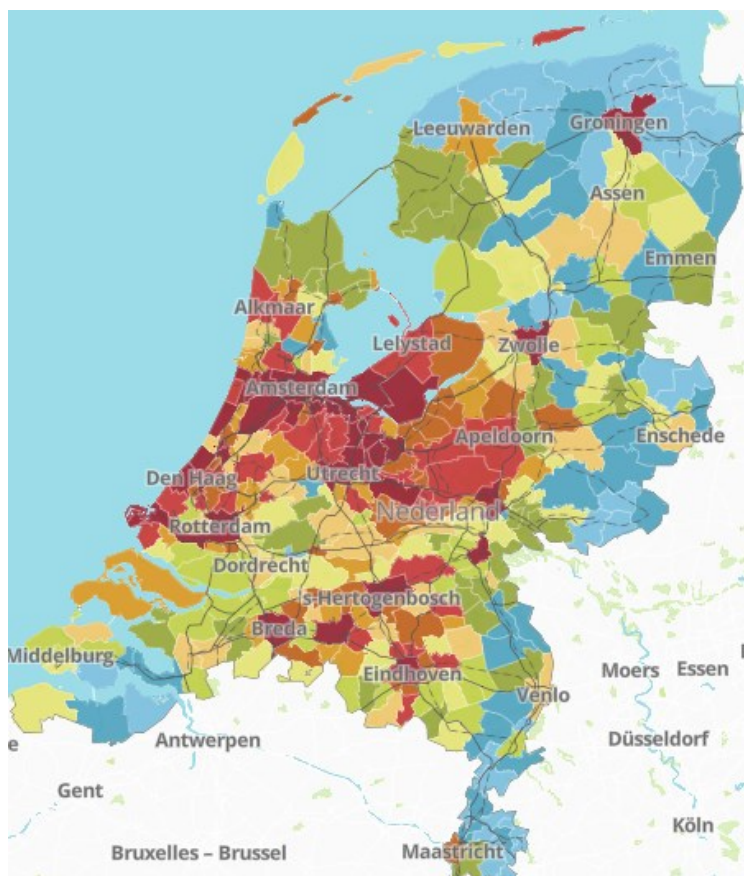 Leeuwarden
Groningen
Assen
Emmen
Alkmaar
Lelystad
Zwolle
Amsterdam
Apeldoorn
Enschede
Den Haag
Utrecht
Nederland
Rotterdam
Dordrecht
's-Hertogenbosch
Breda
Middelburg
Eindhoven
Moers
Essen
Venlo
Antwerpen
Düsseldorf
e
Gent
Köln
Bruxelles – Brussel
Maastricht